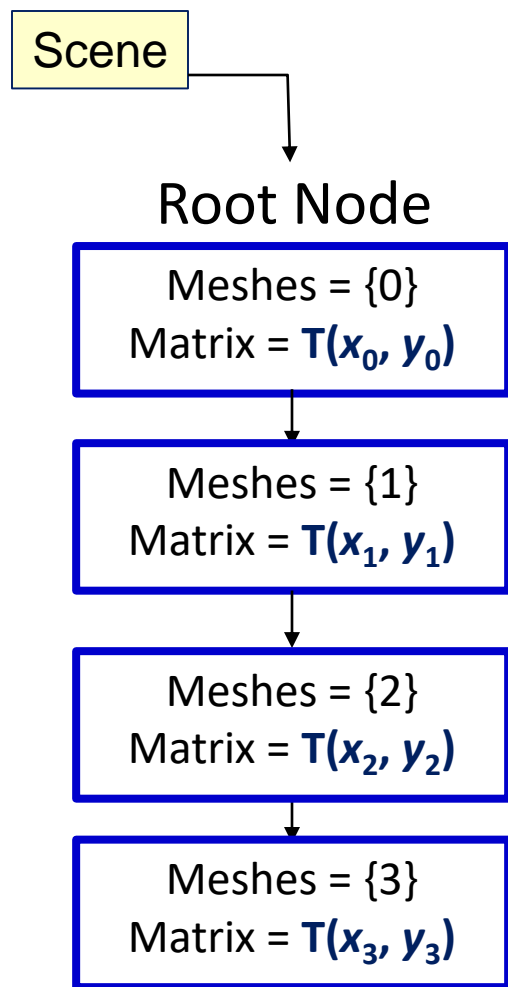 Scene
Root Node
Meshes = {0}
Matrix = T(x₀, y₀)
Meshes = {1}
Matrix = T(x₁, y₁)
Meshes = {2}
Matrix = T(x₂, y₂)
Meshes = {3}
Matrix = T(x₃, y₃)